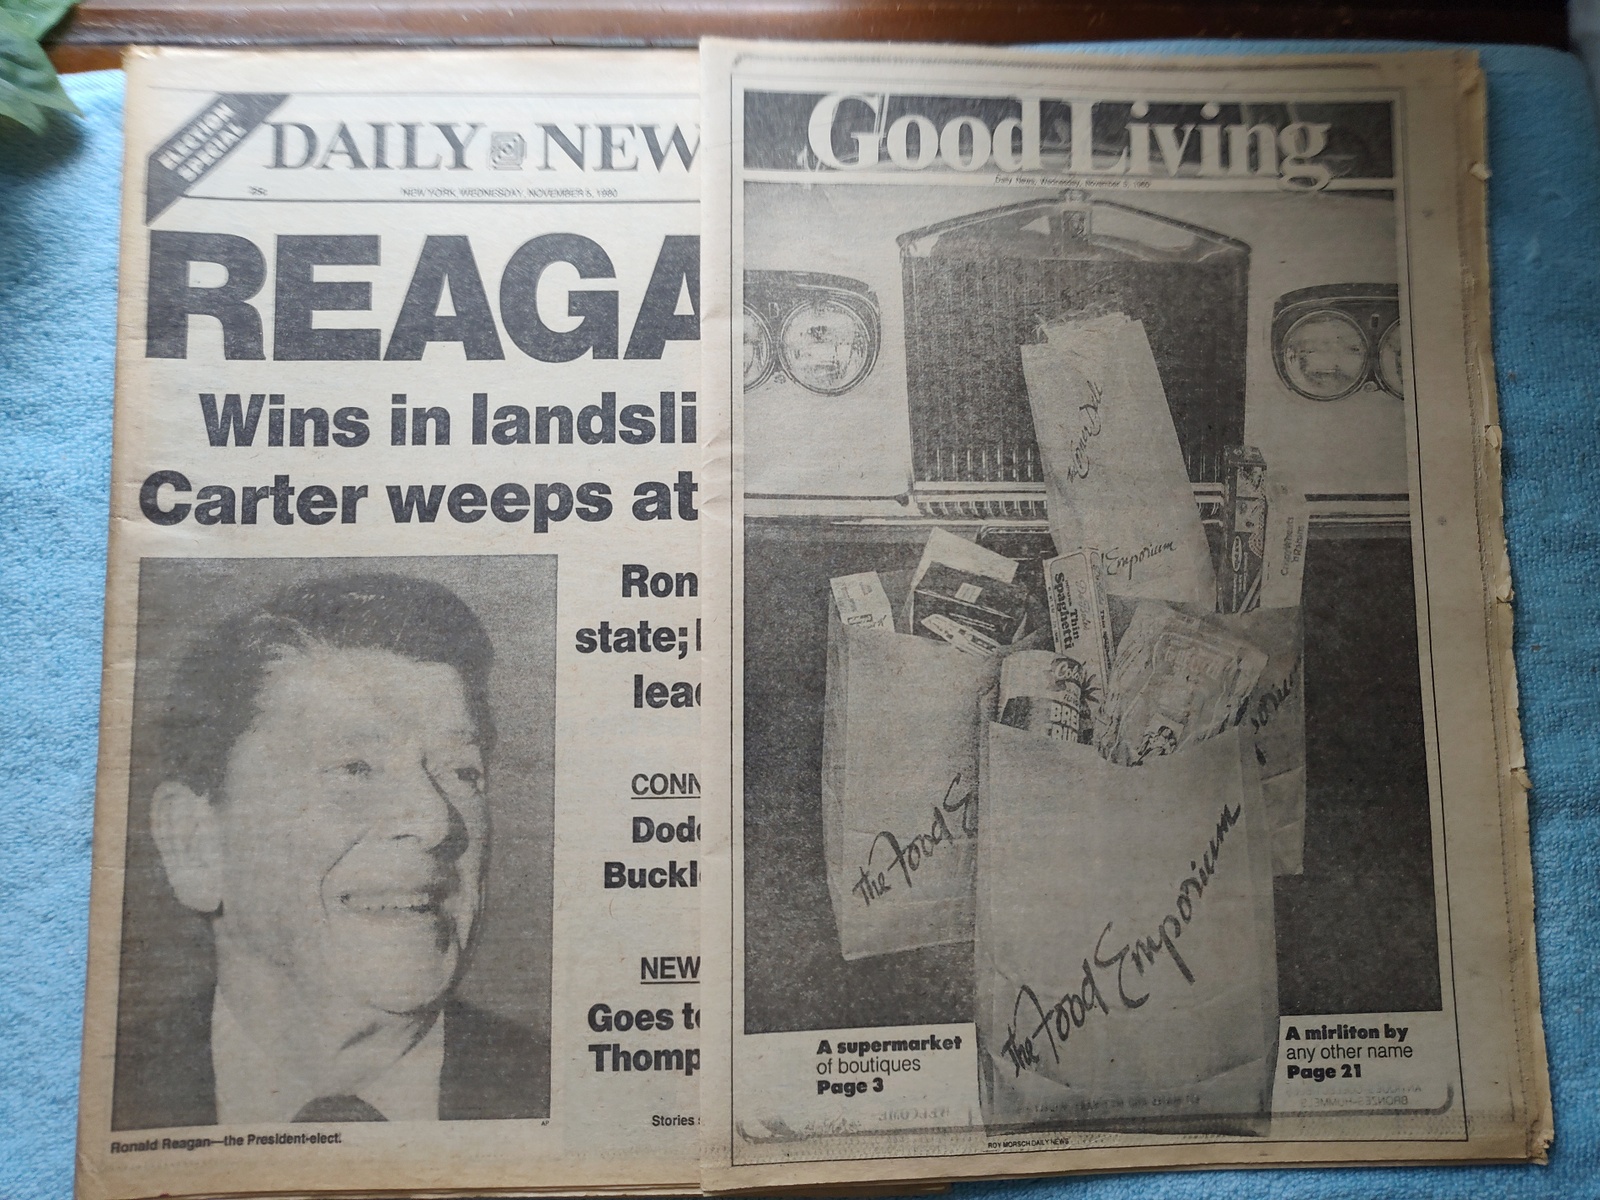 ELECTION
SPECIAL
DAILY NEW
25¢
NEW YORK, WEDNESDAY, NOVEMBER 5, 1980
REAGA
Wins in landsli
Carter weeps at
Ron
state;
lea
CONN
Dod
Buckl
NEW
Goes to
Thomp
Stories
AP
Ronald Reagan—the President-elect.
Good Living
Daily News, Wednesday, November 5, 1980
Emporium
Thin
Spaghetti
The Food E
The Food Emporium
A supermarket
of boutiques
Page 3
A mirliton by
any other name
Page 21
ROY MORSCH DAILY NEWS